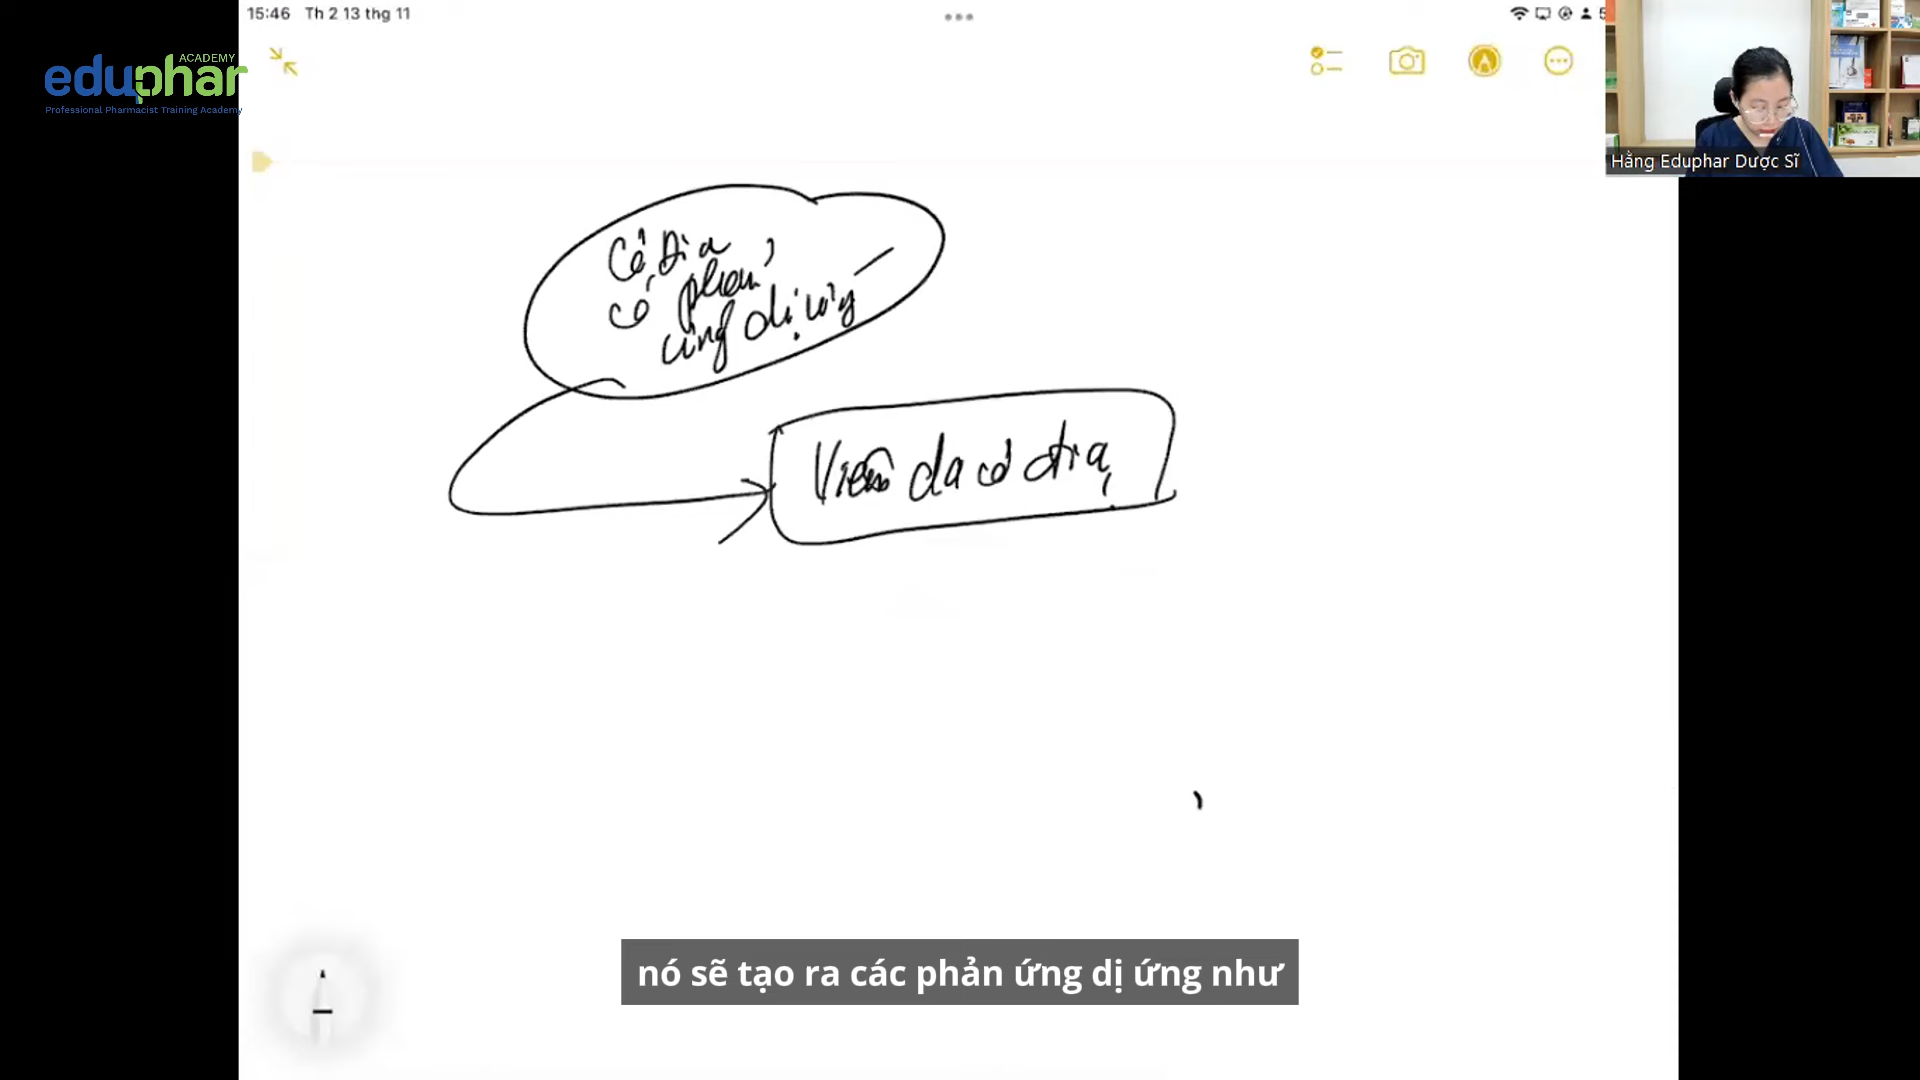 15:46 Th 2 13 thg 11
ACADEMY
eduphar
Professional Pharmacist Training Academy
Hằng Eduphar Dược Sĩ
Cơ Địa
có phản
ứng dị ứng
Viêm da cơ địa
nó sẽ tạo ra các phản ứng dị ứng như